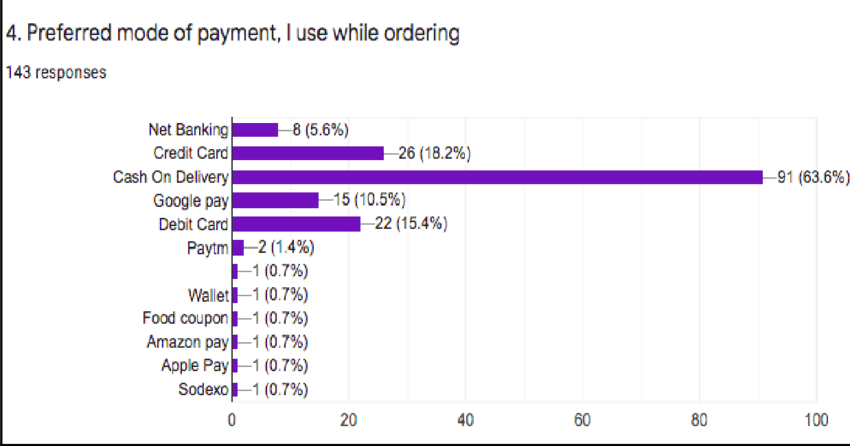 4. Preferred mode of payment, I use while ordering
143 responses
Net Banking 8 (5.6%)
Credit Card 26 (18.2%)
Cash On Delivery 91 (63.6%)
Google pay 15 (10.5%)
Debit Card 22 (15.4%)
Paytm 2 (1.4%)
1 (0.7%)
Wallet 1 (0.7%)
Food coupon 1 (0.7%)
Amazon pay 1 (0.7%)
Apple Pay 1 (0.7%)
Sodexo 1 (0.7%)
0 20 40 60 80 100